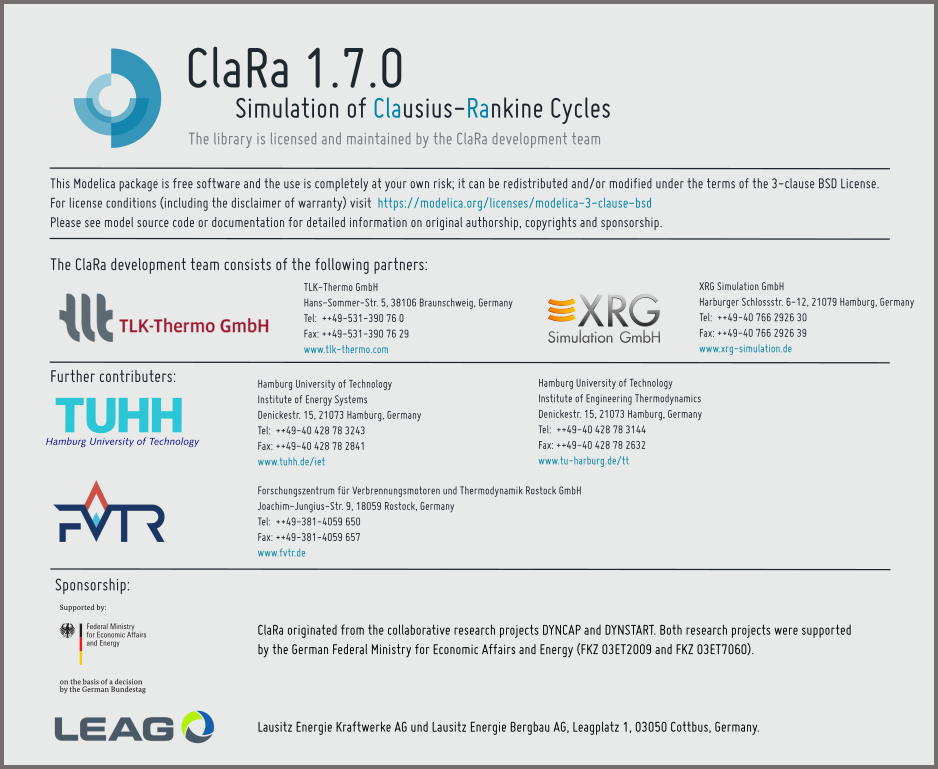 ClaRa 1.7.0
Simulation of Clausius-Rankine Cycles
The library is licensed and maintained by the ClaRa development team
This Modelica package is free software and the use is completely at your own risk; it can be redistributed and/or modified under the terms of the 3-clause BSD License.
For license conditions (including the disclaimer of warranty) visit https://modelica.org/licenses/modelica-3-clause-bsd
Please see model source code or documentation for detailed information on original authorship, copyrights and sponsorship.
The ClaRa development team consists of the following partners:
tlt TLK-Thermo GmbH
TLK-Thermo GmbH
Hans-Sommer-Str. 5, 38106 Braunschweig, Germany
Tel: ++49-531-390 76 0
Fax: ++49-531-390 76 29
www.tlk-thermo.com
XRG
Simulation GmbH
XRG Simulation GmbH
Harburger Schlossstr. 6-12, 21079 Hamburg, Germany
Tel: ++49-40 766 2926 30
Fax: ++49-40 766 2926 39
www.xrg-simulation.de
Further contributers:
TUHH
Hamburg University of Technology
Hamburg University of Technology
Institute of Energy Systems
Denickestr. 15, 21073 Hamburg, Germany
Tel: ++49-40 428 78 3243
Fax: ++49-40 428 78 2841
www.tuhh.de/iet
Hamburg University of Technology
Institute of Engineering Thermodynamics
Denickestr. 15, 21073 Hamburg, Germany
Tel: ++49-40 428 78 3144
Fax: ++49-40 428 78 2632
www.tu-harburg.de/tt
FVTR
Forschungszentrum für Verbrennungsmotoren und Thermodynamik Rostock GmbH
Joachim-Jungius-Str. 9, 18059 Rostock, Germany
Tel: ++49-381-4059 650
Fax: ++49-381-4059 657
www.fvtr.de
Sponsorship:
Supported by:
Federal Ministry
for Economic Affairs
and Energy
on the basis of a decision
by the German Bundestag
ClaRa originated from the collaborative research projects DYNCAP and DYNSTART. Both research projects were supported
by the German Federal Ministry for Economic Affairs and Energy (FKZ 03ET2009 and FKZ 03ET7060).
LEAG
Lausitz Energie Kraftwerke AG und Lausitz Energie Bergbau AG, Leagplatz 1, 03050 Cottbus, Germany.